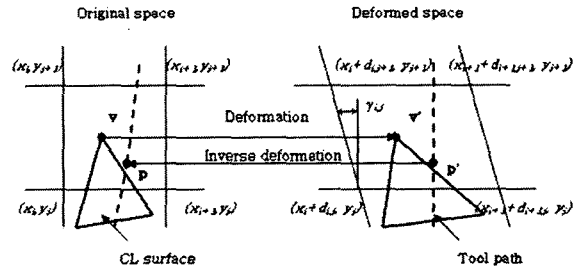 Original space
Deformed space
(x_i, y_{j+1})
(x_{i+1}, y_{j+1})
(x_i + d_{i,j+1}, y_{j+1})
(x_{i+1} + d_{i+1,j+1}, y_{j+1})
γ_{i,j}
v
Deformation
v'
Inverse deformation
p
p'
(x_i, y_j)
(x_{i+1}, y_j)
(x_i + d_{i,j}, y_j)
(x_{i+1} + d_{i+1,j}, y_j)
CL surface
Tool path